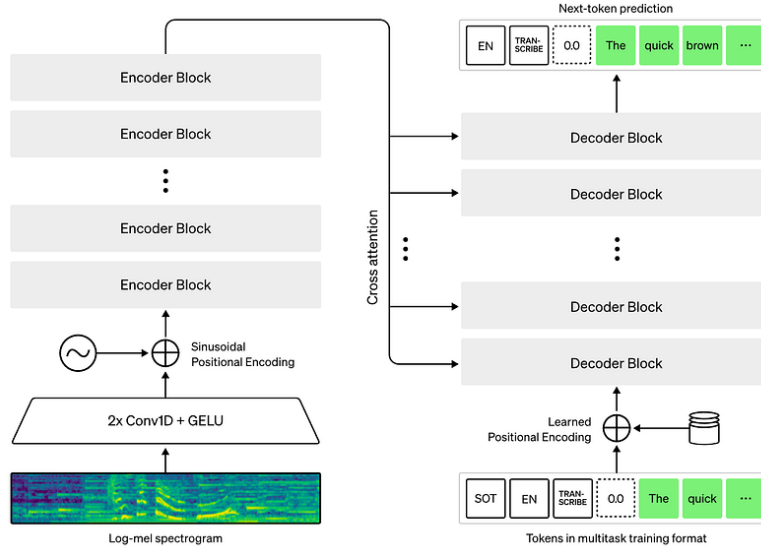 Next-token prediction
EN
TRAN-
SCRIBE
0.0
The
quick
brown
...
Encoder Block
Encoder Block
Encoder Block
Encoder Block
Sinusoidal
Positional Encoding
2x Conv1D + GELU
Log-mel spectrogram
Cross attention
Decoder Block
Decoder Block
Decoder Block
Decoder Block
Learned
Positional Encoding
SOT
EN
TRAN-
SCRIBE
0.0
The
quick
...
Tokens in multitask training format